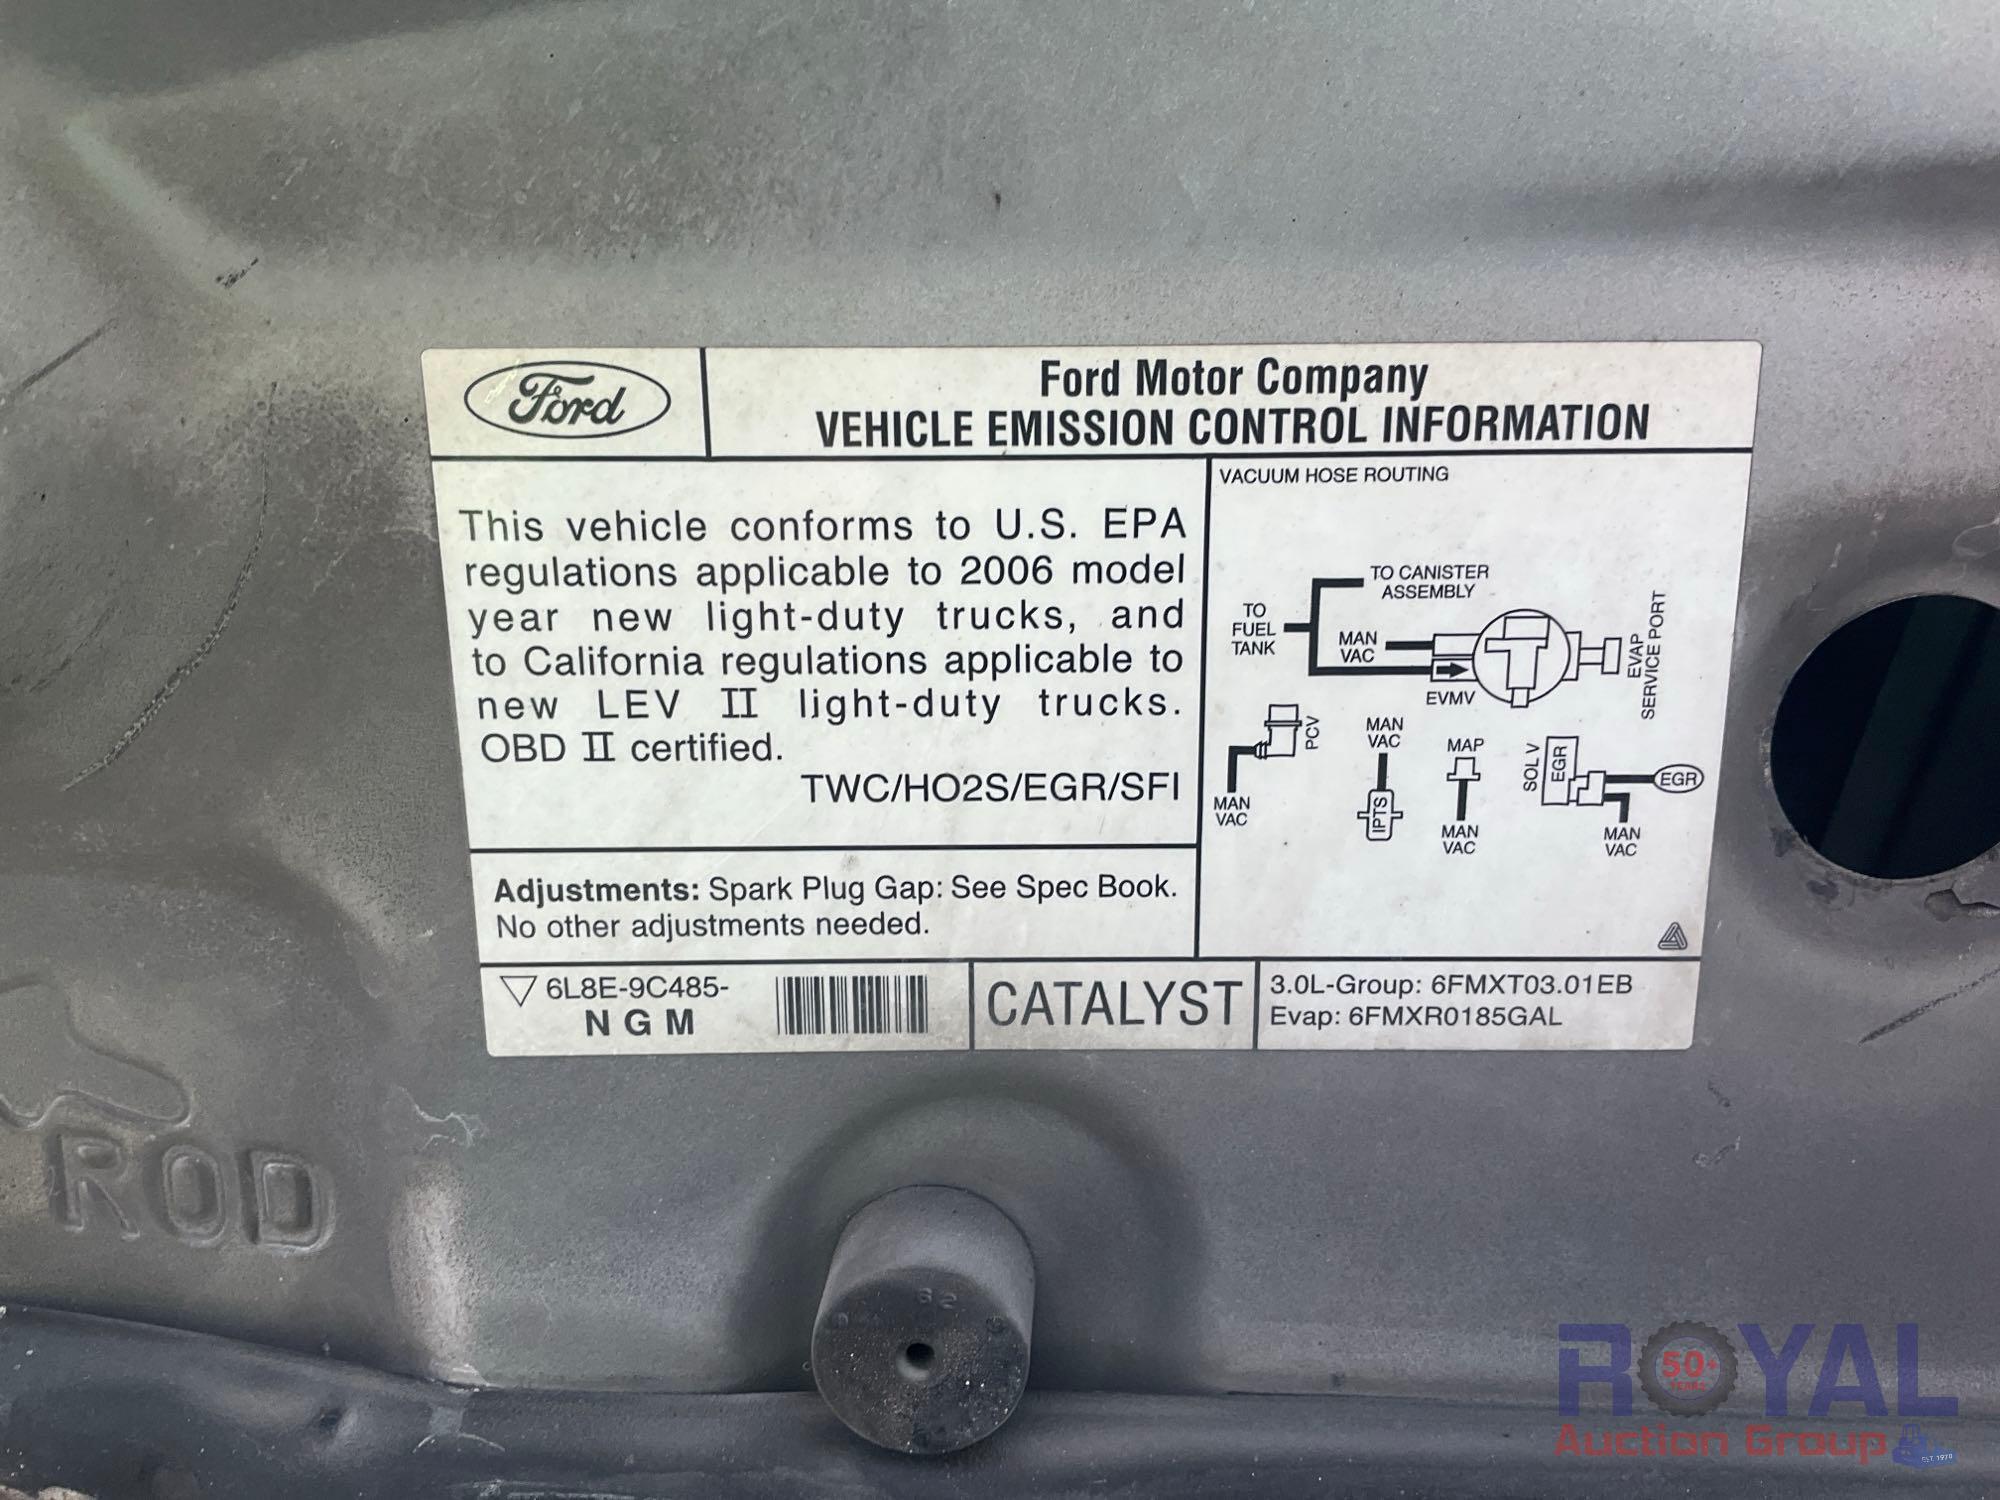 Ford
Ford Motor Company
VEHICLE EMISSION CONTROL INFORMATION
This vehicle conforms to U.S. EPA
regulations applicable to 2006 model
year new light-duty trucks, and
to California regulations applicable to
new LEV II light-duty trucks.
OBD II certified.
TWC/HO2S/EGR/SFI
Adjustments: Spark Plug Gap: See Spec Book.
No other adjustments needed.
VACUUM HOSE ROUTING
TO CANISTER
ASSEMBLY
TO
FUEL
TANK
MAN
VAC
EVMV
EVAP
SERVICE PORT
PCV
MAN
VAC
MAN
VAC
IPTS
MAP
MAN
VAC
SOL V
EGR
EGR
MAN
VAC
6L8E-9C485-
N G M
CATALYST
3.0L-Group: 6FMXT03.01EB
Evap: 6FMXR0185GAL
ROD
62
ROYAL
50+
YEARS
Auction Group
EST. 1970